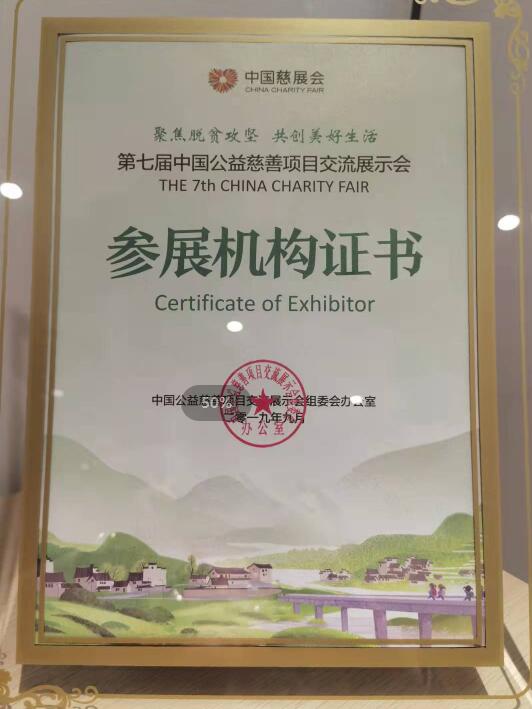 中国慈展会
CHINA CHARITY FAIR
聚焦脱贫攻坚 共创美好生活
第七届中国公益慈善项目交流展示会
THE 7th CHINA CHARITY FAIR
参展机构证书
Certificate of Exhibitor
中国公益慈善项目交流展示会组委会办公室
二零一九年九月
50%
办公室